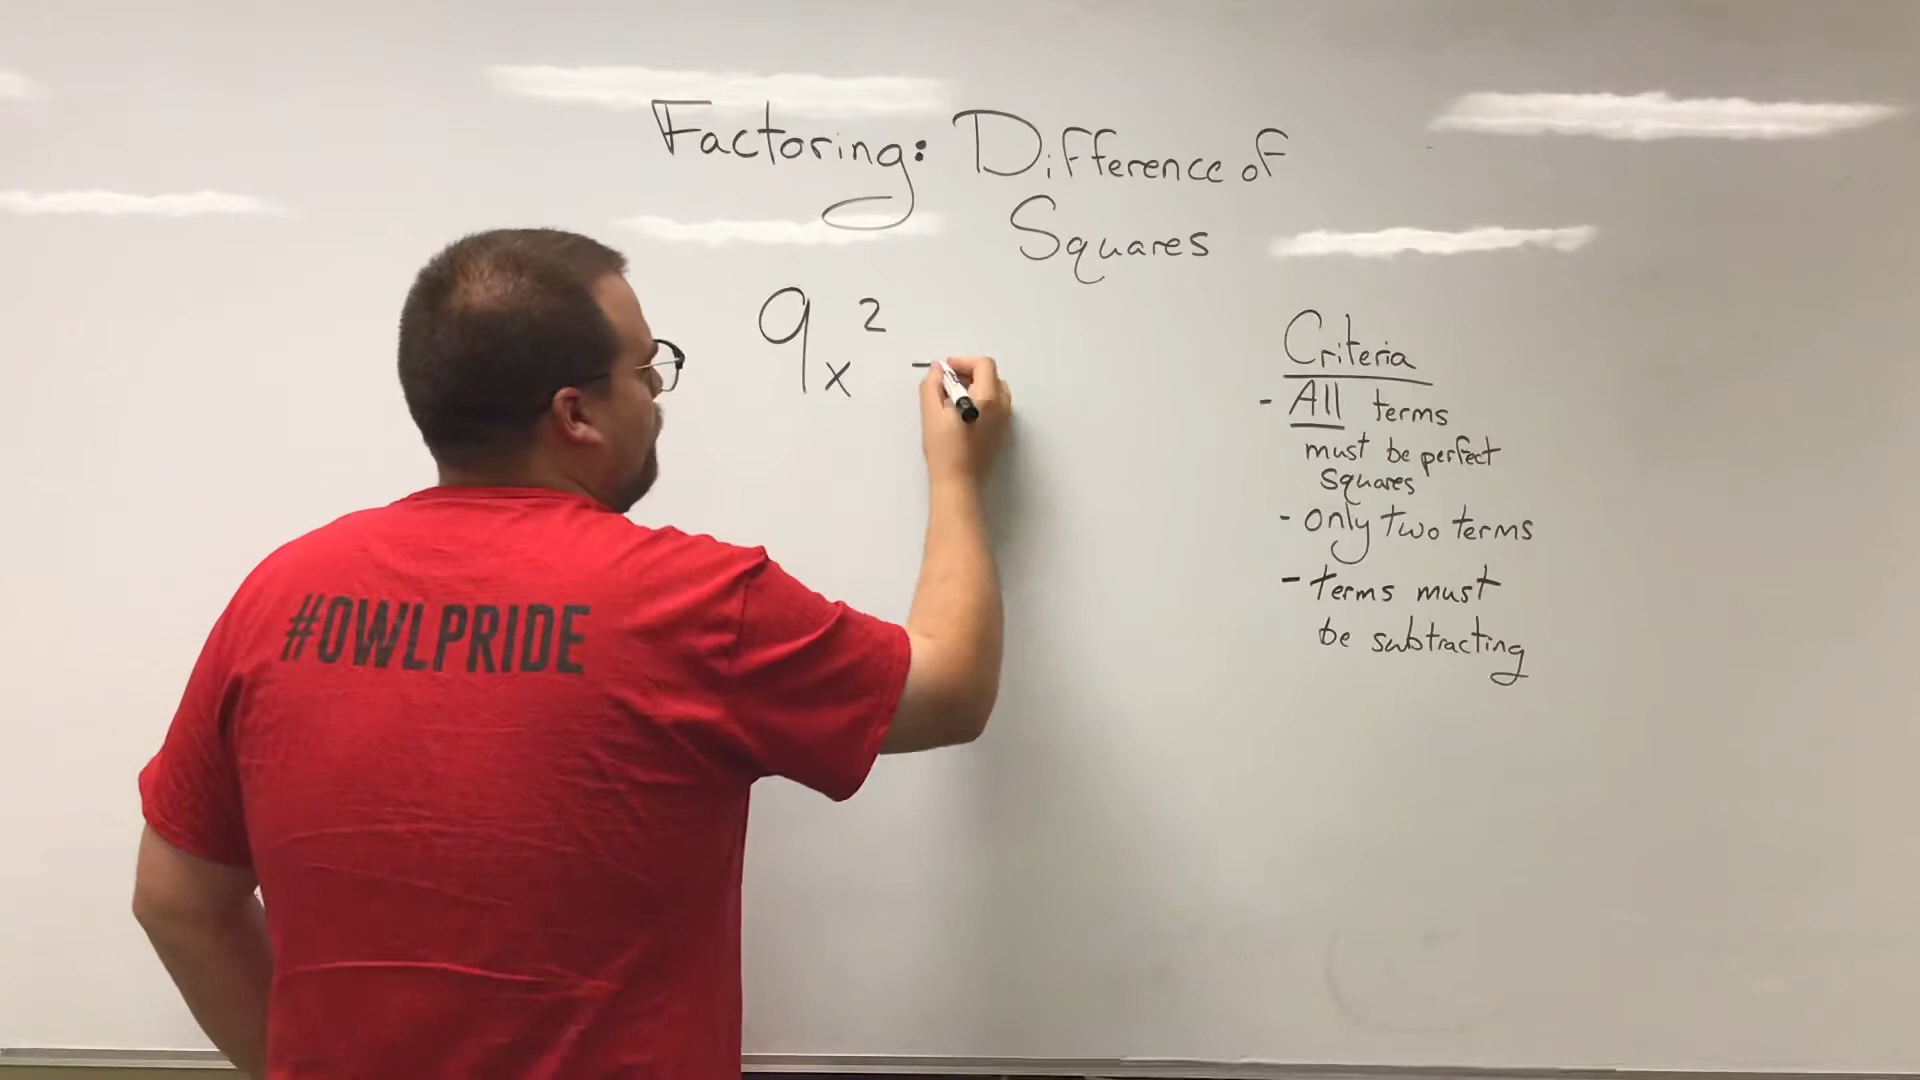 Factoring: Difference of
Squares
9x² -
Criteria
- All terms
must be perfect
squares
- only two terms
- terms must
be subtracting
#OWLPRIDE